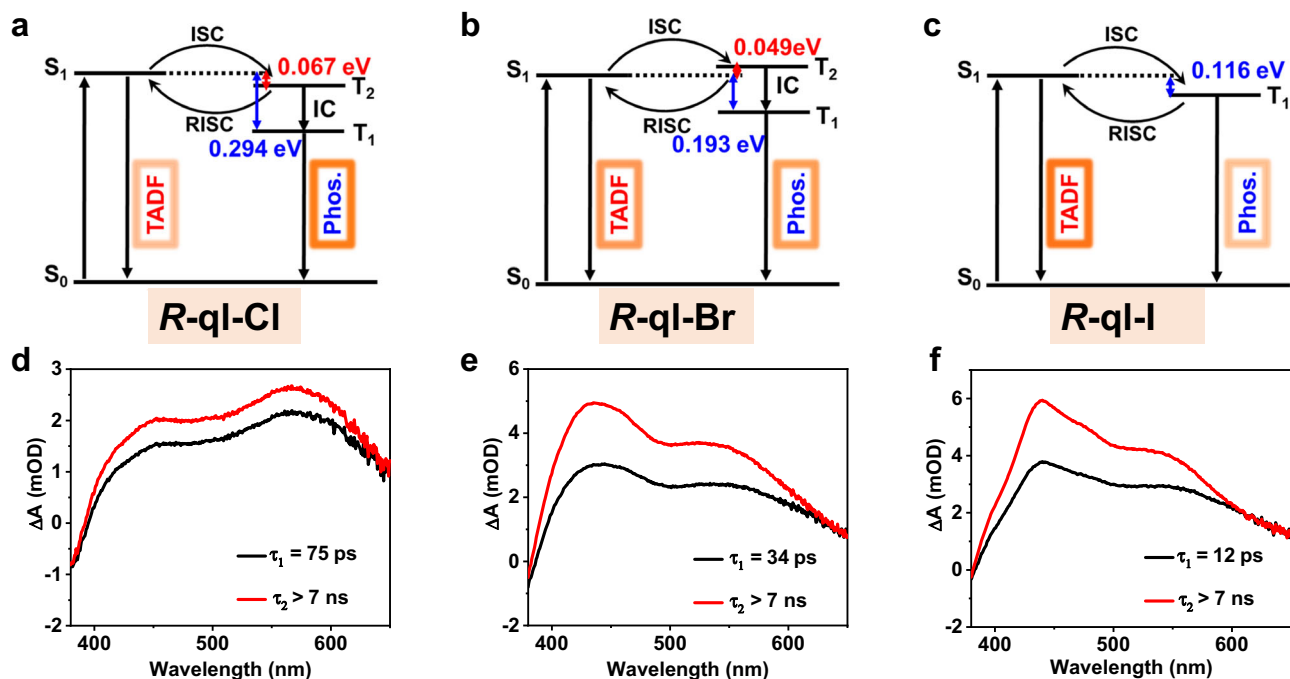 a
ISC
S₁
0.067 eV
T₂
IC
RISC
T₁
0.294 eV
TADF
Phos.
S₀
R-ql-Cl
b
ISC
0.049eV
S₁
T₂
IC
RISC
T₁
0.193 eV
TADF
Phos.
S₀
R-ql-Br
c
ISC
0.116 eV
S₁
T₁
RISC
TADF
Phos.
S₀
R-ql-I
d
3
2
1
0
-1
-2
ΔA (mOD)
τ₁ = 75 ps
τ₂ > 7 ns
400 500 600
Wavelength (nm)
e
6
4
2
0
-2
ΔA (mOD)
τ₁ = 34 ps
τ₂ > 7 ns
400 500 600
Wavelength (nm)
f
6
4
2
0
-2
ΔA (mOD)
τ₁ = 12 ps
τ₂ > 7 ns
400 500 600
Wavelength (nm)